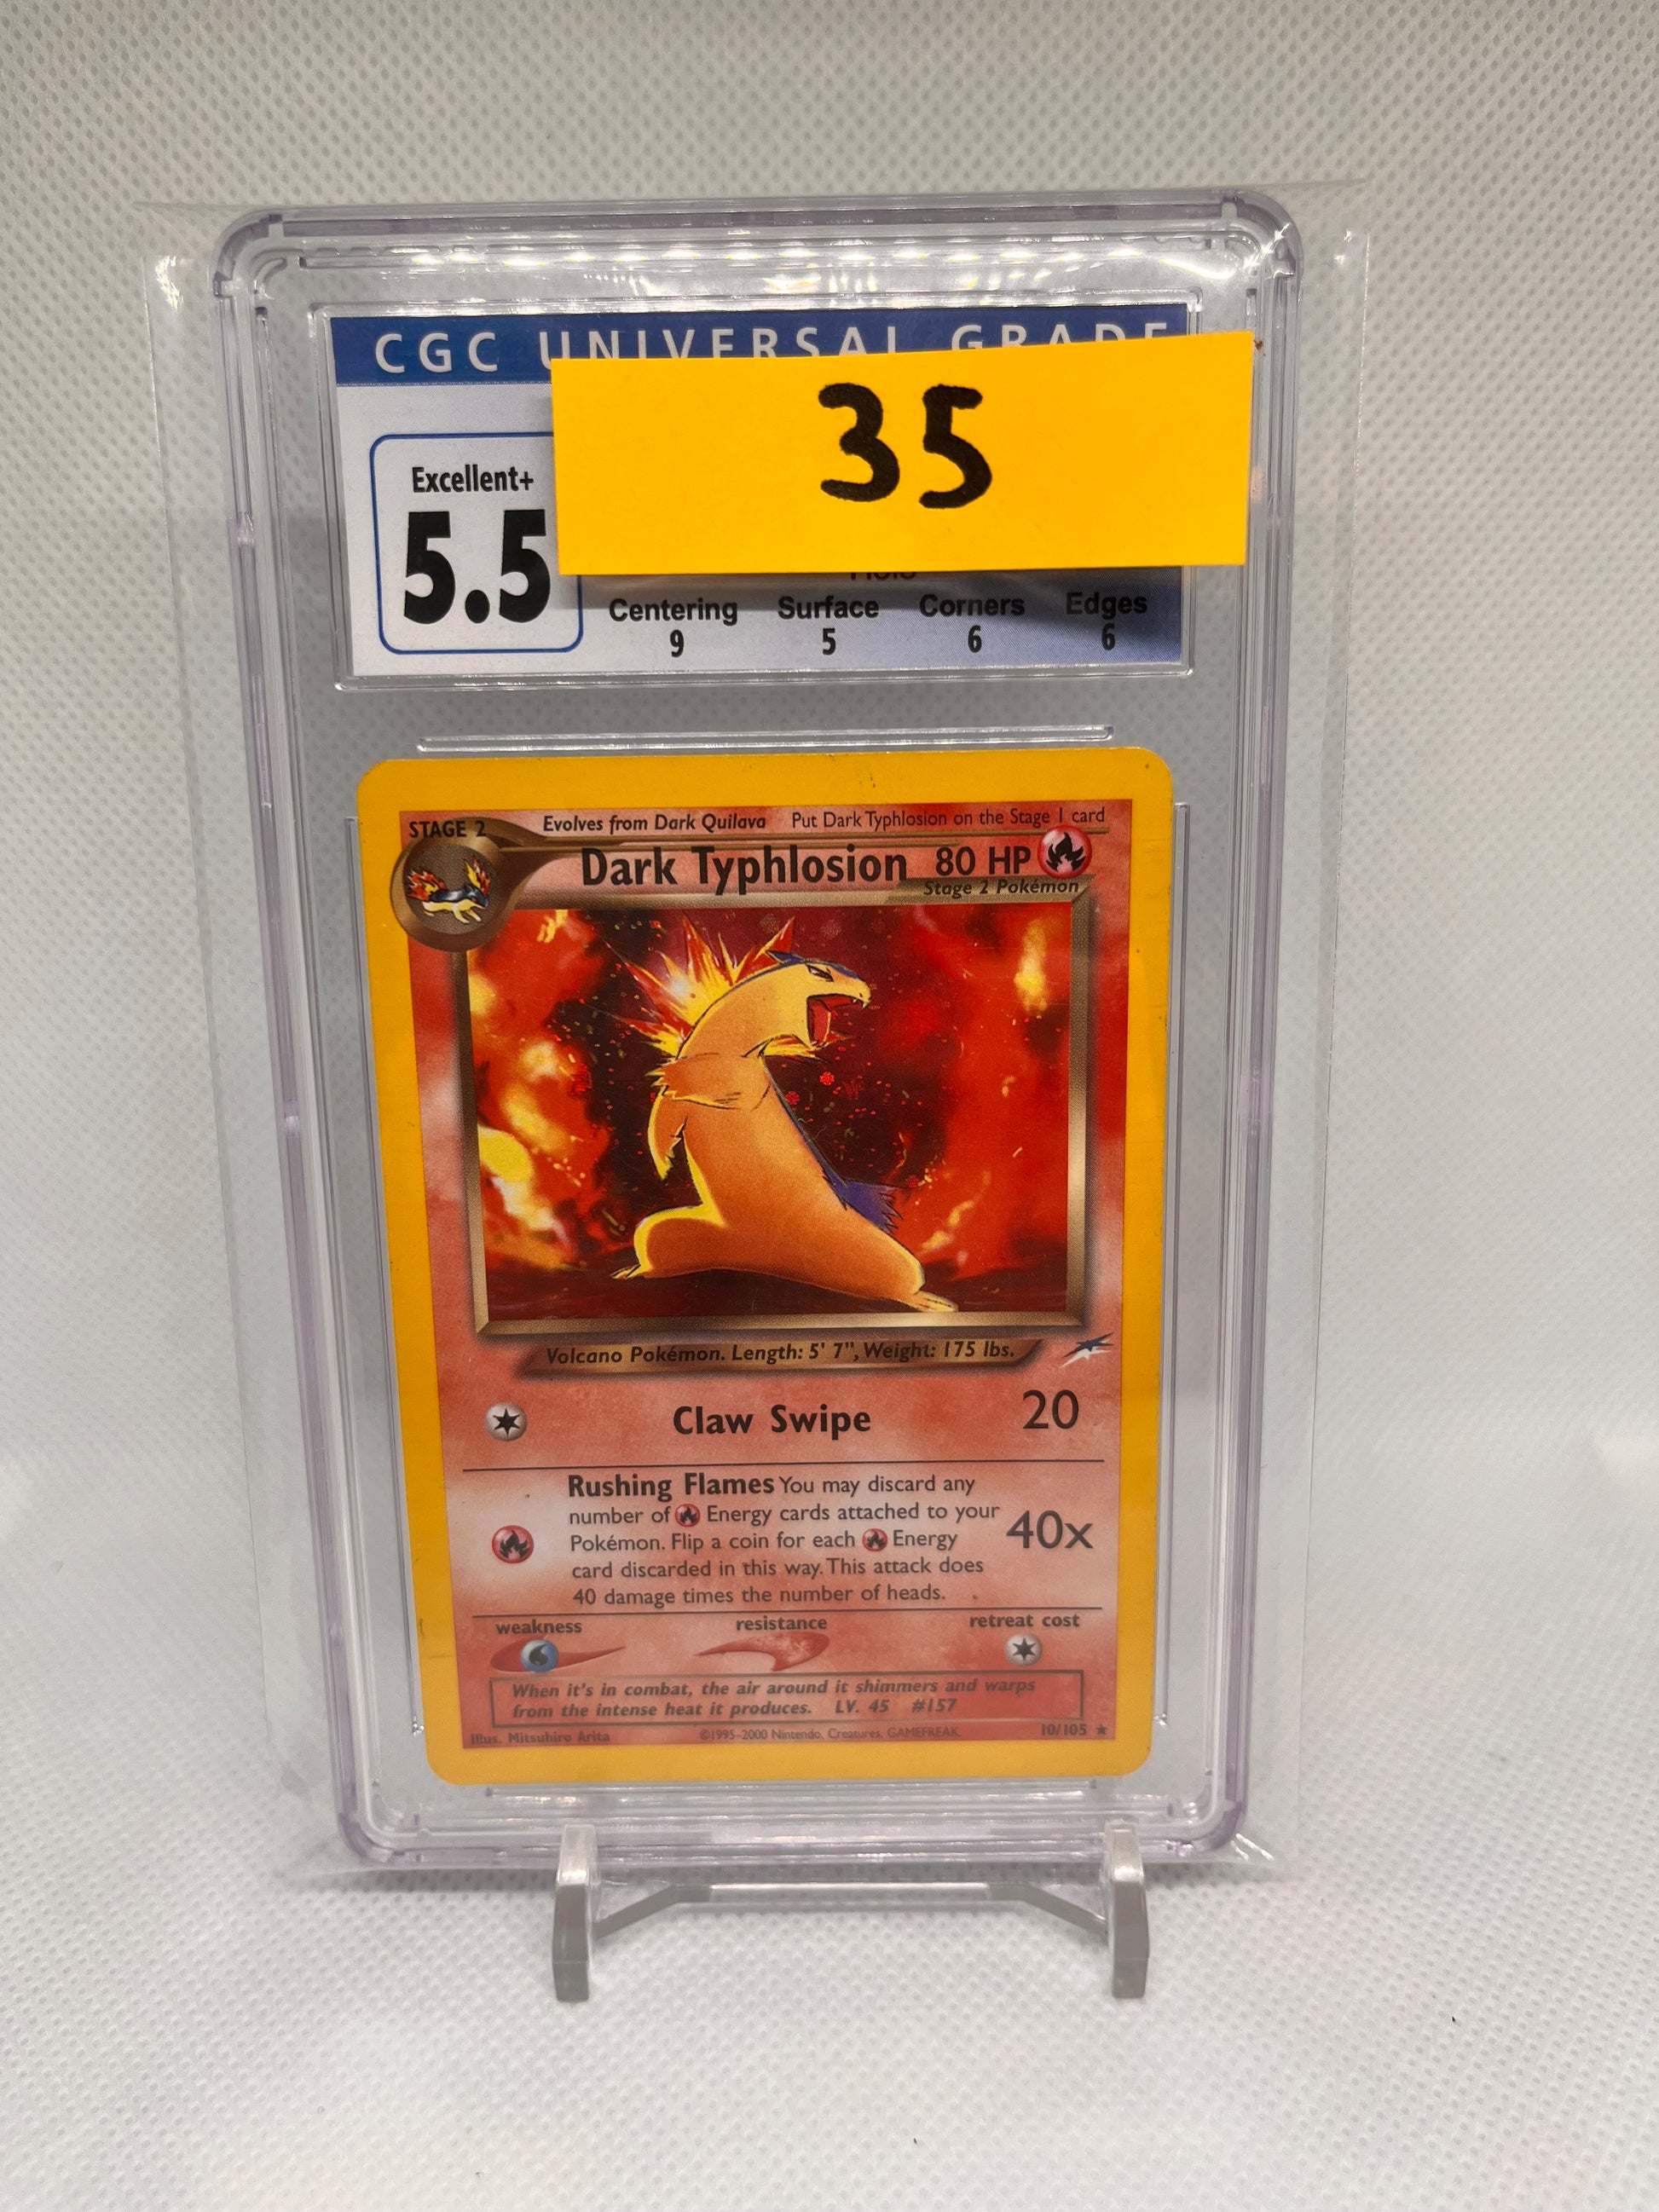 CGC UNIVERSAL GRADE
35
Excellent+
5.5
Holo
Centering Surface Corners Edges
9 5 6 6
STAGE 2
Evolves from Dark Quilava Put Dark Typhlosion on the Stage 1 card
Dark Typhlosion 80 HP
Stage 2 Pokémon
Volcano Pokémon. Length: 5' 7", Weight: 175 lbs.
Claw Swipe 20
Rushing Flames You may discard any
number of Energy cards attached to your
Pokémon. Flip a coin for each Energy
card discarded in this way. This attack does
40 damage times the number of heads.
40x
weakness resistance retreat cost
When it's in combat, the air around it shimmers and warps
from the intense heat it produces. LV. 45 #157
Illus. Mitsuhiro Arita ©1995-2000 Nintendo, Creatures, GAMEFREAK. 10/105 ★